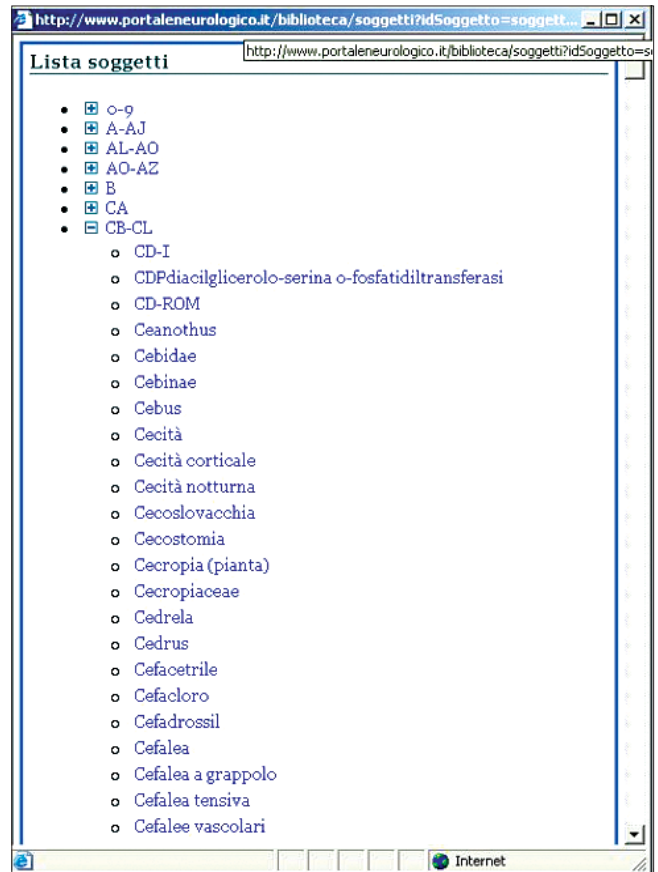 http://www.portaleneurologico.it/biblioteca/soggetti?idSoggetto=soggett...
http://www.portaleneurologico.it/biblioteca/soggetti?idSoggetto=s
Lista soggetti
0-9
A-AJ
AL-AO
AO-AZ
B
CA
CB-CL
CD-I
CDPdiacilglicerolo-serina o-fosfatidiltransferasi
CD-ROM
Ceanothus
Cebidae
Cebinae
Cebus
Cecità
Cecità corticale
Cecità notturna
Cecoslovacchia
Cecostomia
Cecropia (pianta)
Cecropiaceae
Cedrela
Cedrus
Cefacetrile
Cefacloro
Cefadrossil
Cefalea
Cefalea a grappolo
Cefalea tensiva
Cefalee vascolari
Internet